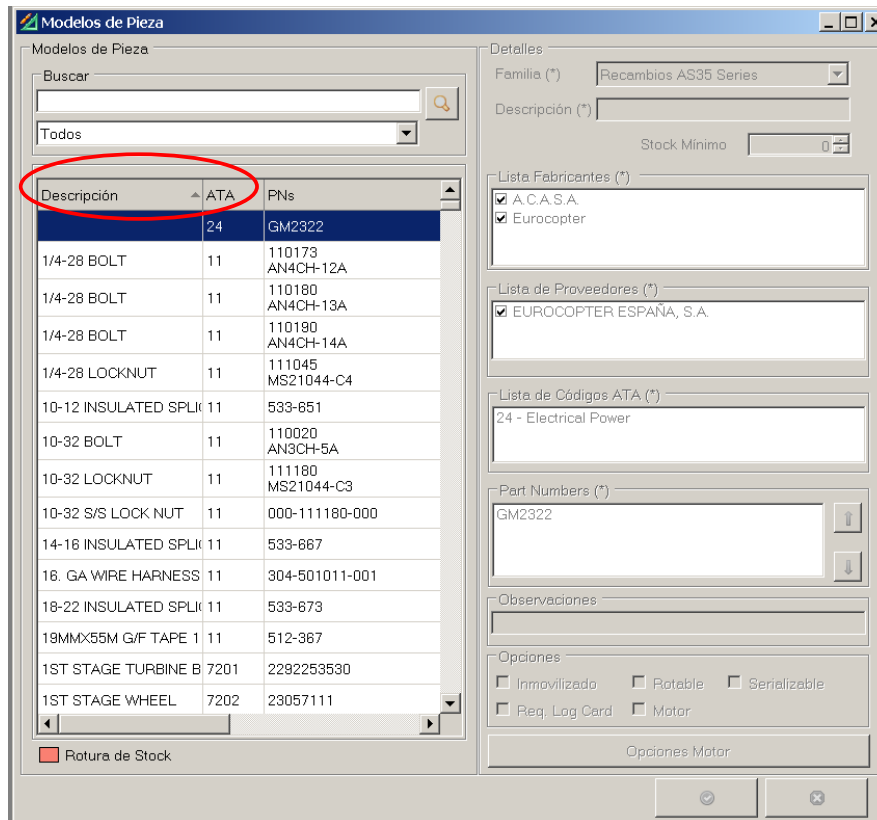 Modelos de Pieza
Modelos de Pieza
Buscar
Todos
Descripción ATA PNs
24 GM2322
1/4-28 BOLT 11 110173
AN4CH-12A
1/4-28 BOLT 11 110180
AN4CH-13A
1/4-28 BOLT 11 110190
AN4CH-14A
1/4-28 LOCKNUT 11 111045
MS21044-C4
10-12 INSULATED SPLI 11 533-651
10-32 BOLT 11 110020
AN3CH-5A
10-32 LOCKNUT 11 111180
MS21044-C3
10-32 S/S LOCK NUT 11 000-111180-000
14-16 INSULATED SPLI 11 533-667
16. GA WIRE HARNESS 11 304-501011-001
18-22 INSULATED SPLI 11 533-673
19MMX55M G/F TAPE 1 11 512-367
1ST STAGE TURBINE B 7201 2292253530
1ST STAGE WHEEL 7202 23057111
Rotura de Stock
Detalles
Familia (*) Recambios AS35 Series
Descripción (*)
Stock Mínimo 0
Lista Fabricantes (*)
A.C.A.S.A.
Eurocopter
Lista de Proveedores (*)
EUROCOPTER ESPAÑA, S.A.
Lista de Códigos ATA (*)
24 - Electrical Power
Part Numbers (*)
GM2322
Observaciones
Opciones
Inmovilizado Rotable Serializable
Req. Log Card Motor
Opciones Motor